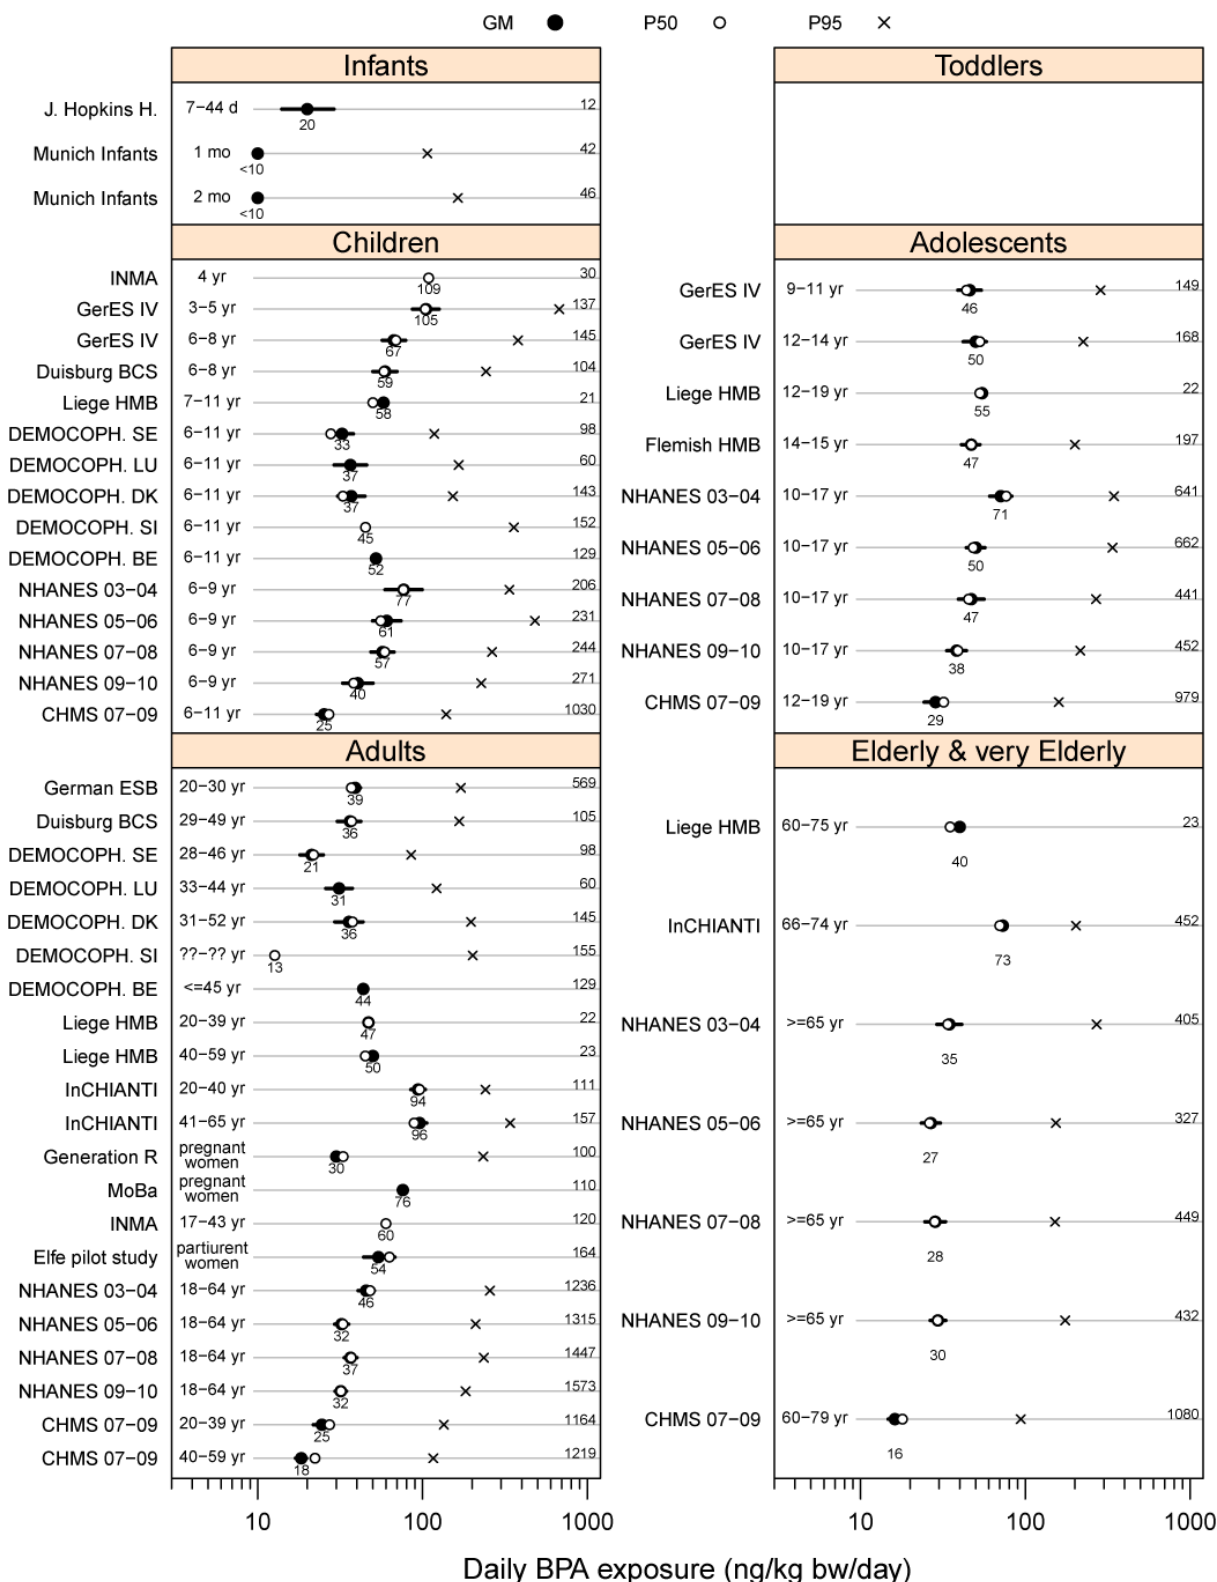 GM P50 P95
Infants
J. Hopkins H. 7−44 d 12
20
Munich Infants 1 mo 42
<10
Munich Infants 2 mo 46
<10
Toddlers
Children
INMA 4 yr 30
109
GerES IV 3−5 yr 137
105
GerES IV 6−8 yr 145
67
Duisburg BCS 6−8 yr 104
59
Liege HMB 7−11 yr 21
58
DEMOCOPH. SE 6−11 yr 98
33
DEMOCOPH. LU 6−11 yr 60
37
DEMOCOPH. DK 6−11 yr 143
37
DEMOCOPH. SI 6−11 yr 152
45
DEMOCOPH. BE 6−11 yr 129
52
NHANES 03−04 6−9 yr 206
77
NHANES 05−06 6−9 yr 231
61
NHANES 07−08 6−9 yr 244
57
NHANES 09−10 6−9 yr 271
40
CHMS 07−09 6−11 yr 1030
25
Adolescents
GerES IV 9−11 yr 149
46
GerES IV 12−14 yr 168
50
Liege HMB 12−19 yr 22
55
Flemish HMB 14−15 yr 197
47
NHANES 03−04 10−17 yr 641
71
NHANES 05−06 10−17 yr 662
50
NHANES 07−08 10−17 yr 441
47
NHANES 09−10 10−17 yr 452
38
CHMS 07−09 12−19 yr 979
29
Adults
German ESB 20−30 yr 569
39
Duisburg BCS 29−49 yr 105
36
DEMOCOPH. SE 28−46 yr 98
21
DEMOCOPH. LU 33−44 yr 60
31
DEMOCOPH. DK 31−52 yr 145
36
DEMOCOPH. SI ??−?? yr 155
13
DEMOCOPH. BE <=45 yr 129
44
Liege HMB 20−39 yr 22
47
Liege HMB 40−59 yr 23
50
InCHIANTI 20−40 yr 111
94
InCHIANTI 41−65 yr 157
96
Generation R pregnant women 100
30
MoBa pregnant women 110
76
INMA 17−43 yr 120
60
Elfe pilot study partiurent women 164
54
NHANES 03−04 18−64 yr 1236
46
NHANES 05−06 18−64 yr 1315
32
NHANES 07−08 18−64 yr 1447
37
NHANES 09−10 18−64 yr 1573
32
CHMS 07−09 20−39 yr 1164
25
CHMS 07−09 40−59 yr 1219
18
Elderly & very Elderly
Liege HMB 60−75 yr 23
40
InCHIANTI 66−74 yr 452
73
NHANES 03−04 >=65 yr 405
35
NHANES 05−06 >=65 yr 327
27
NHANES 07−08 >=65 yr 449
28
NHANES 09−10 >=65 yr 432
30
CHMS 07−09 60−79 yr 1080
16
10 100 1000 10 100 1000
Daily BPA exposure (ng/kg bw/day)